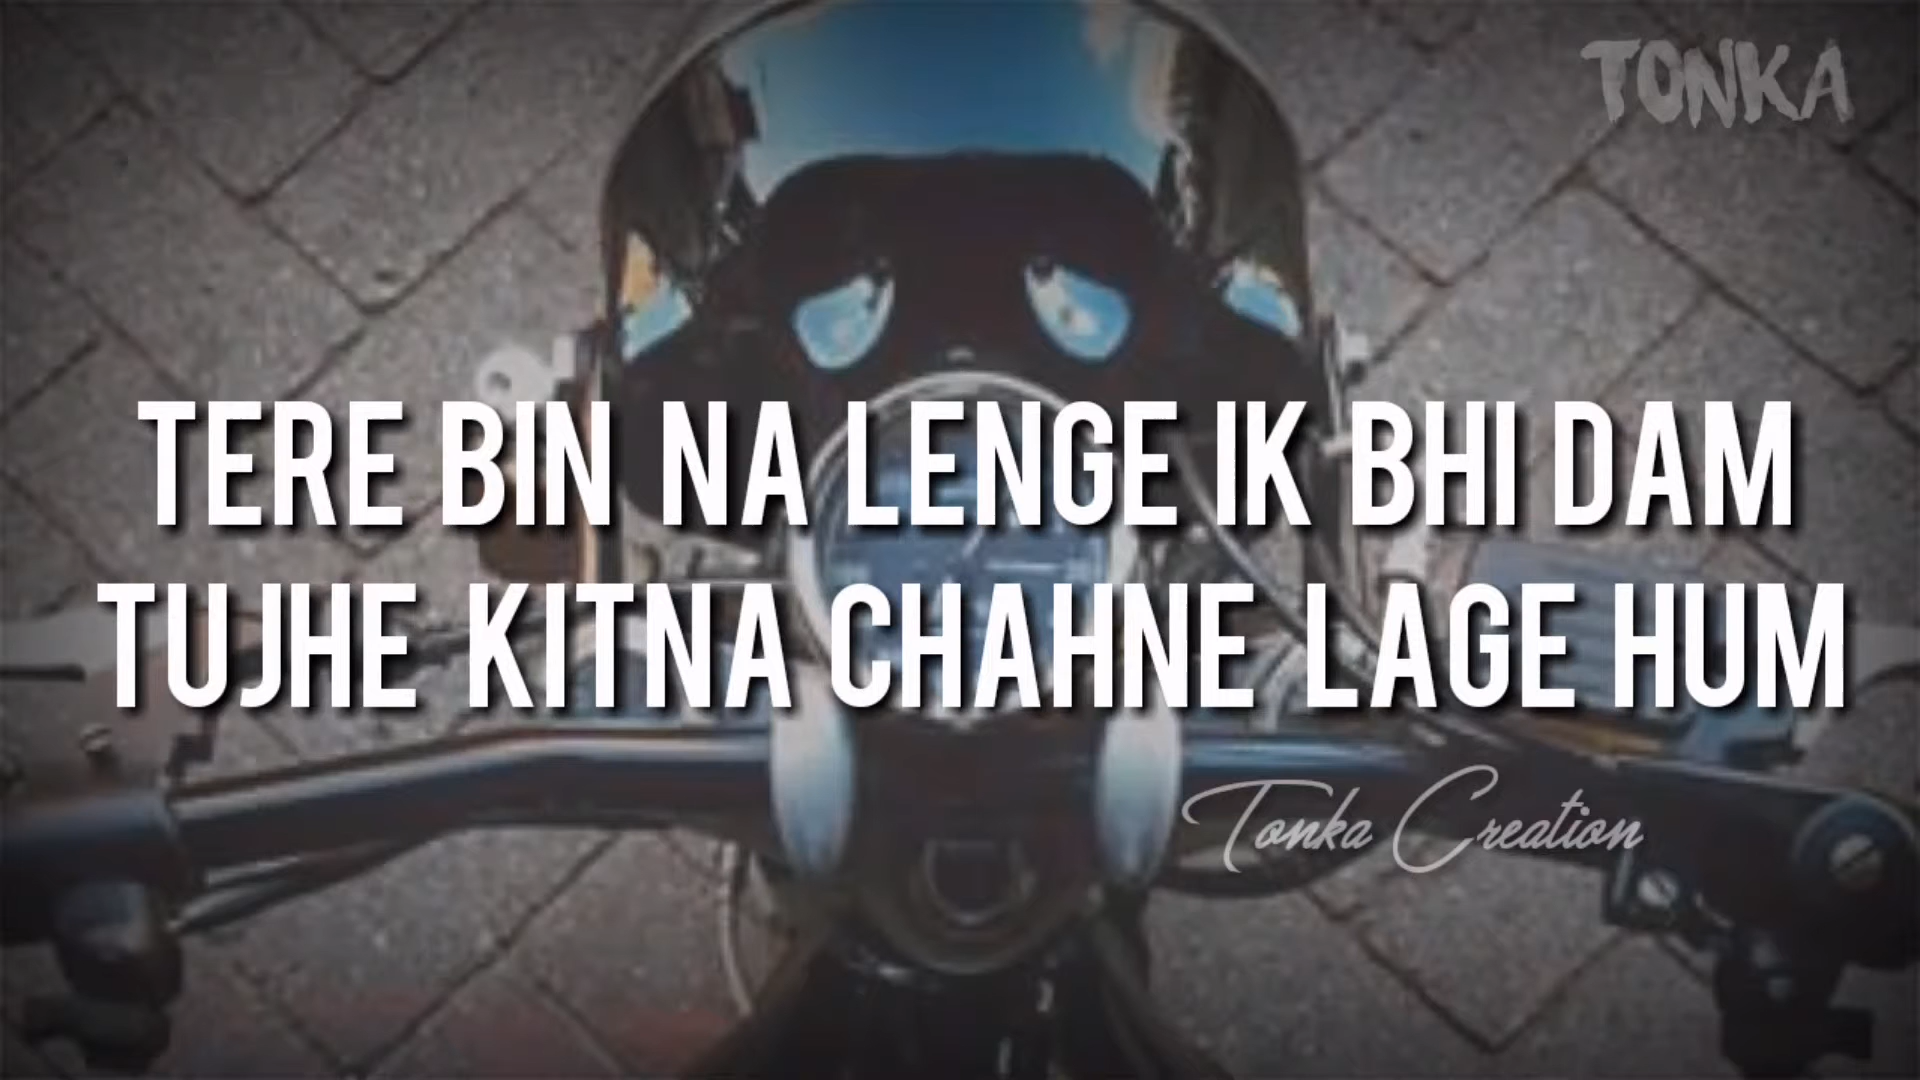 TONKA
TERE BIN NA LENGE IK BHI DAM
TUJHE KITNA CHAHNE LAGE HUM
Tonka Creation